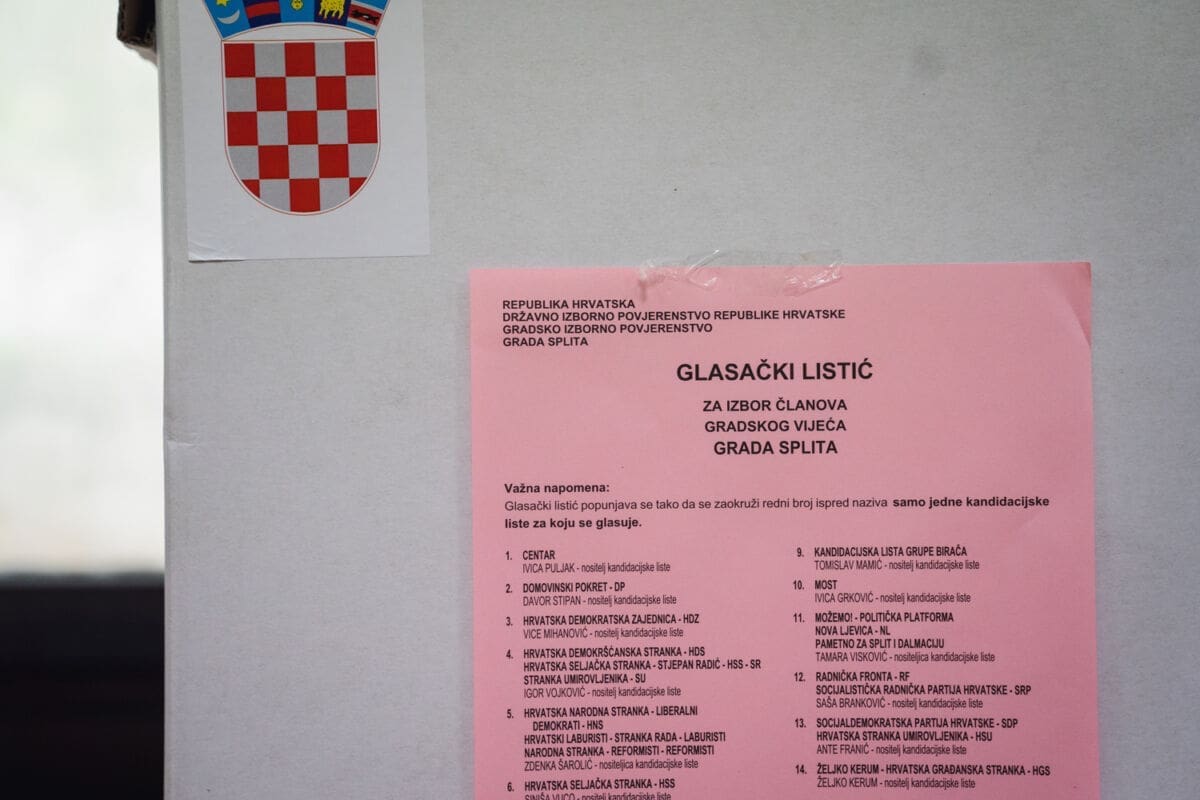 REPUBLIKA HRVATSKA
DRŽAVNO IZBORNO POVJERENSTVO REPUBLIKE HRVATSKE
GRADSKO IZBORNO POVJERENSTVO
GRADA SPLITA
GLASAČKI LISTIĆ
ZA IZBOR ČLANOVA
GRADSKOG VIJEĆA
GRADA SPLITA
Važna napomena:
Glasački listić popunjava se tako da se zaokruži redni broj ispred naziva samo jedne kandidacijske
liste za koju se glasuje.
1. CENTAR
IVICA PULJAK - nositelj kandidacijske liste
2. DOMOVINSKI POKRET - DP
DAVOR STIPAN - nositelj kandidacijske liste
3. HRVATSKA DEMOKRATSKA ZAJEDNICA - HDZ
VICE MIHANOVIĆ - nositelj kandidacijske liste
4. HRVATSKA DEMOKRŠĆANSKA STRANKA - HDS
HRVATSKA SELJAČKA STRANKA - STJEPAN RADIĆ - HSS - SR
STRANKA UMIROVLJENIKA - SU
IGOR VOJKOVIĆ - nositelj kandidacijske liste
5. HRVATSKA NARODNA STRANKA - LIBERALNI
DEMOKRATI - HNS
HRVATSKI LABURISTI - STRANKA RADA - LABURISTI
NARODNA STRANKA - REFORMISTI - REFORMISTI
ZDENKA ŠAROLIĆ - nositeljica kandidacijske liste
6. HRVATSKA SELJAČKA STRANKA - HSS
SINIŠA VUCO - nositelj kandidacijske liste
9. KANDIDACIJSKA LISTA GRUPE BIRAČA
TOMISLAV MAMIĆ - nositelj kandidacijske liste
10. MOST
IVICA GRKOVIĆ - nositelj kandidacijske liste
11. MOŽEMO! - POLITIČKA PLATFORMA
NOVA LJEVICA - NL
PAMETNO ZA SPLIT I DALMACIJU
TAMARA VISKOVIĆ - nositeljica kandidacijske liste
12. RADNIČKA FRONTA - RF
SOCIJALISTIČKA RADNIČKA PARTIJA HRVATSKE - SRP
SAŠA BRANKOVIĆ - nositelj kandidacijske liste
13. SOCIJALDEMOKRATSKA PARTIJA HRVATSKE - SDP
HRVATSKA STRANKA UMIROVLJENIKA - HSU
ANTE FRANIĆ - nositelj kandidacijske liste
14. ŽELJKO KERUM - HRVATSKA GRAĐANSKA STRANKA - HGS
ŽELJKO KERUM - nositelj kandidacijske liste